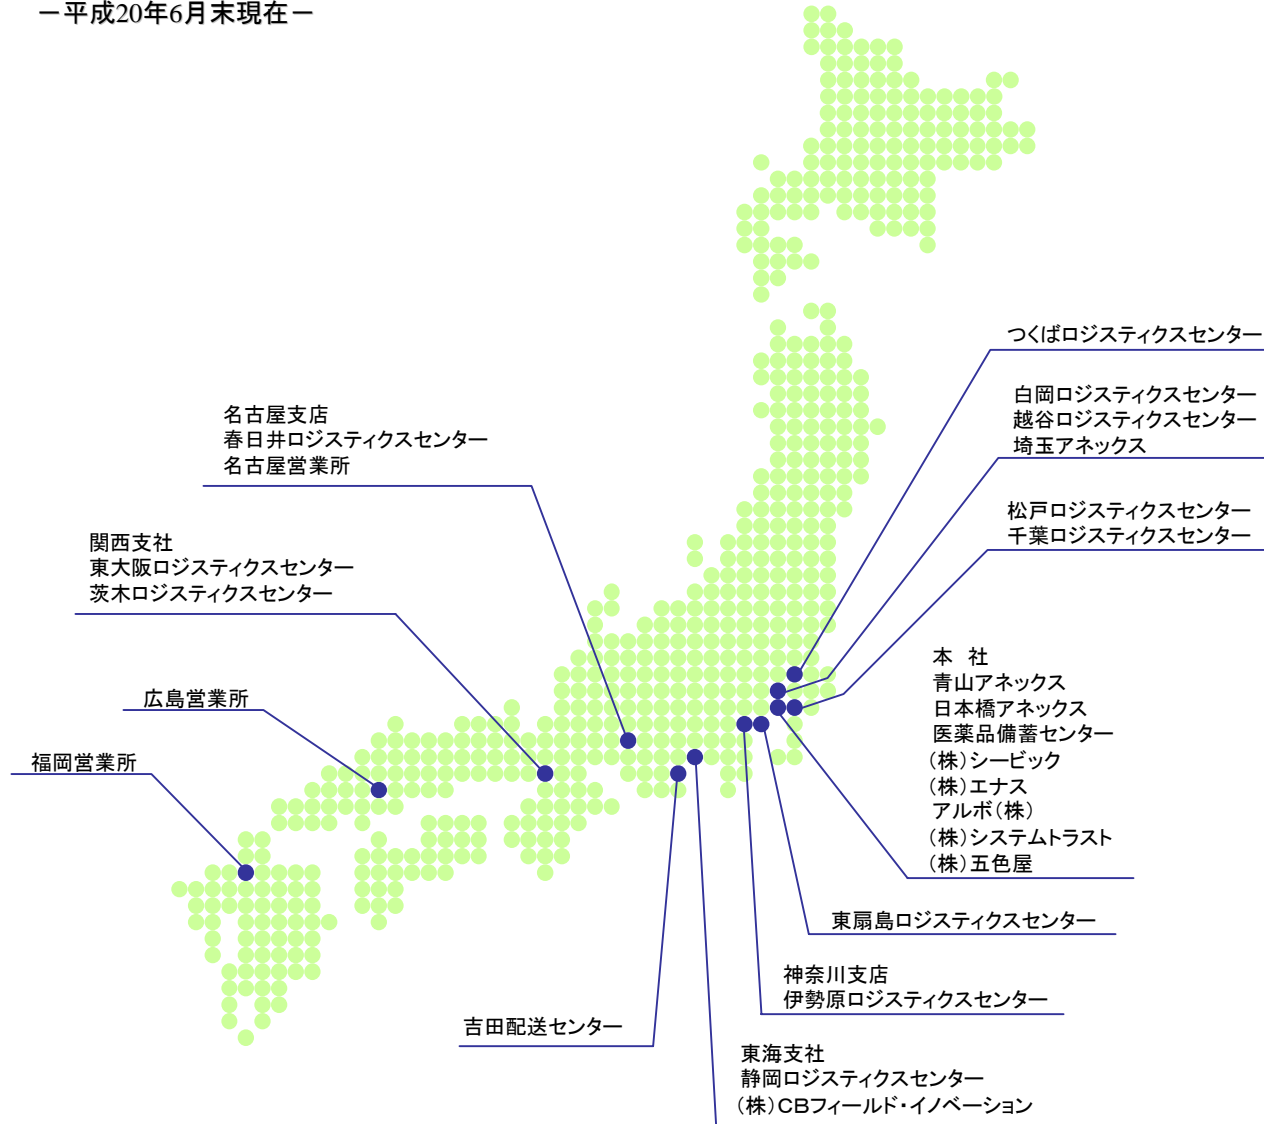 －平成20年6月末現在－
つくばロジスティクスセンター
白岡ロジスティクスセンター
越谷ロジスティクスセンター
埼玉アネックス
名古屋支店
春日井ロジスティクスセンター
名古屋営業所
松戸ロジスティクスセンター
千葉ロジスティクスセンター
関西支社
東大阪ロジスティクスセンター
茨木ロジスティクスセンター
本　社
青山アネックス
日本橋アネックス
医薬品備蓄センター
（株）シービック
（株）エナス
アルボ（株）
（株）システムトラスト
（株）五色屋
広島営業所
福岡営業所
東扇島ロジスティクスセンター
神奈川支店
伊勢原ロジスティクスセンター
吉田配送センター
東海支社
静岡ロジスティクスセンター
（株）CBフィールド・イノベーション